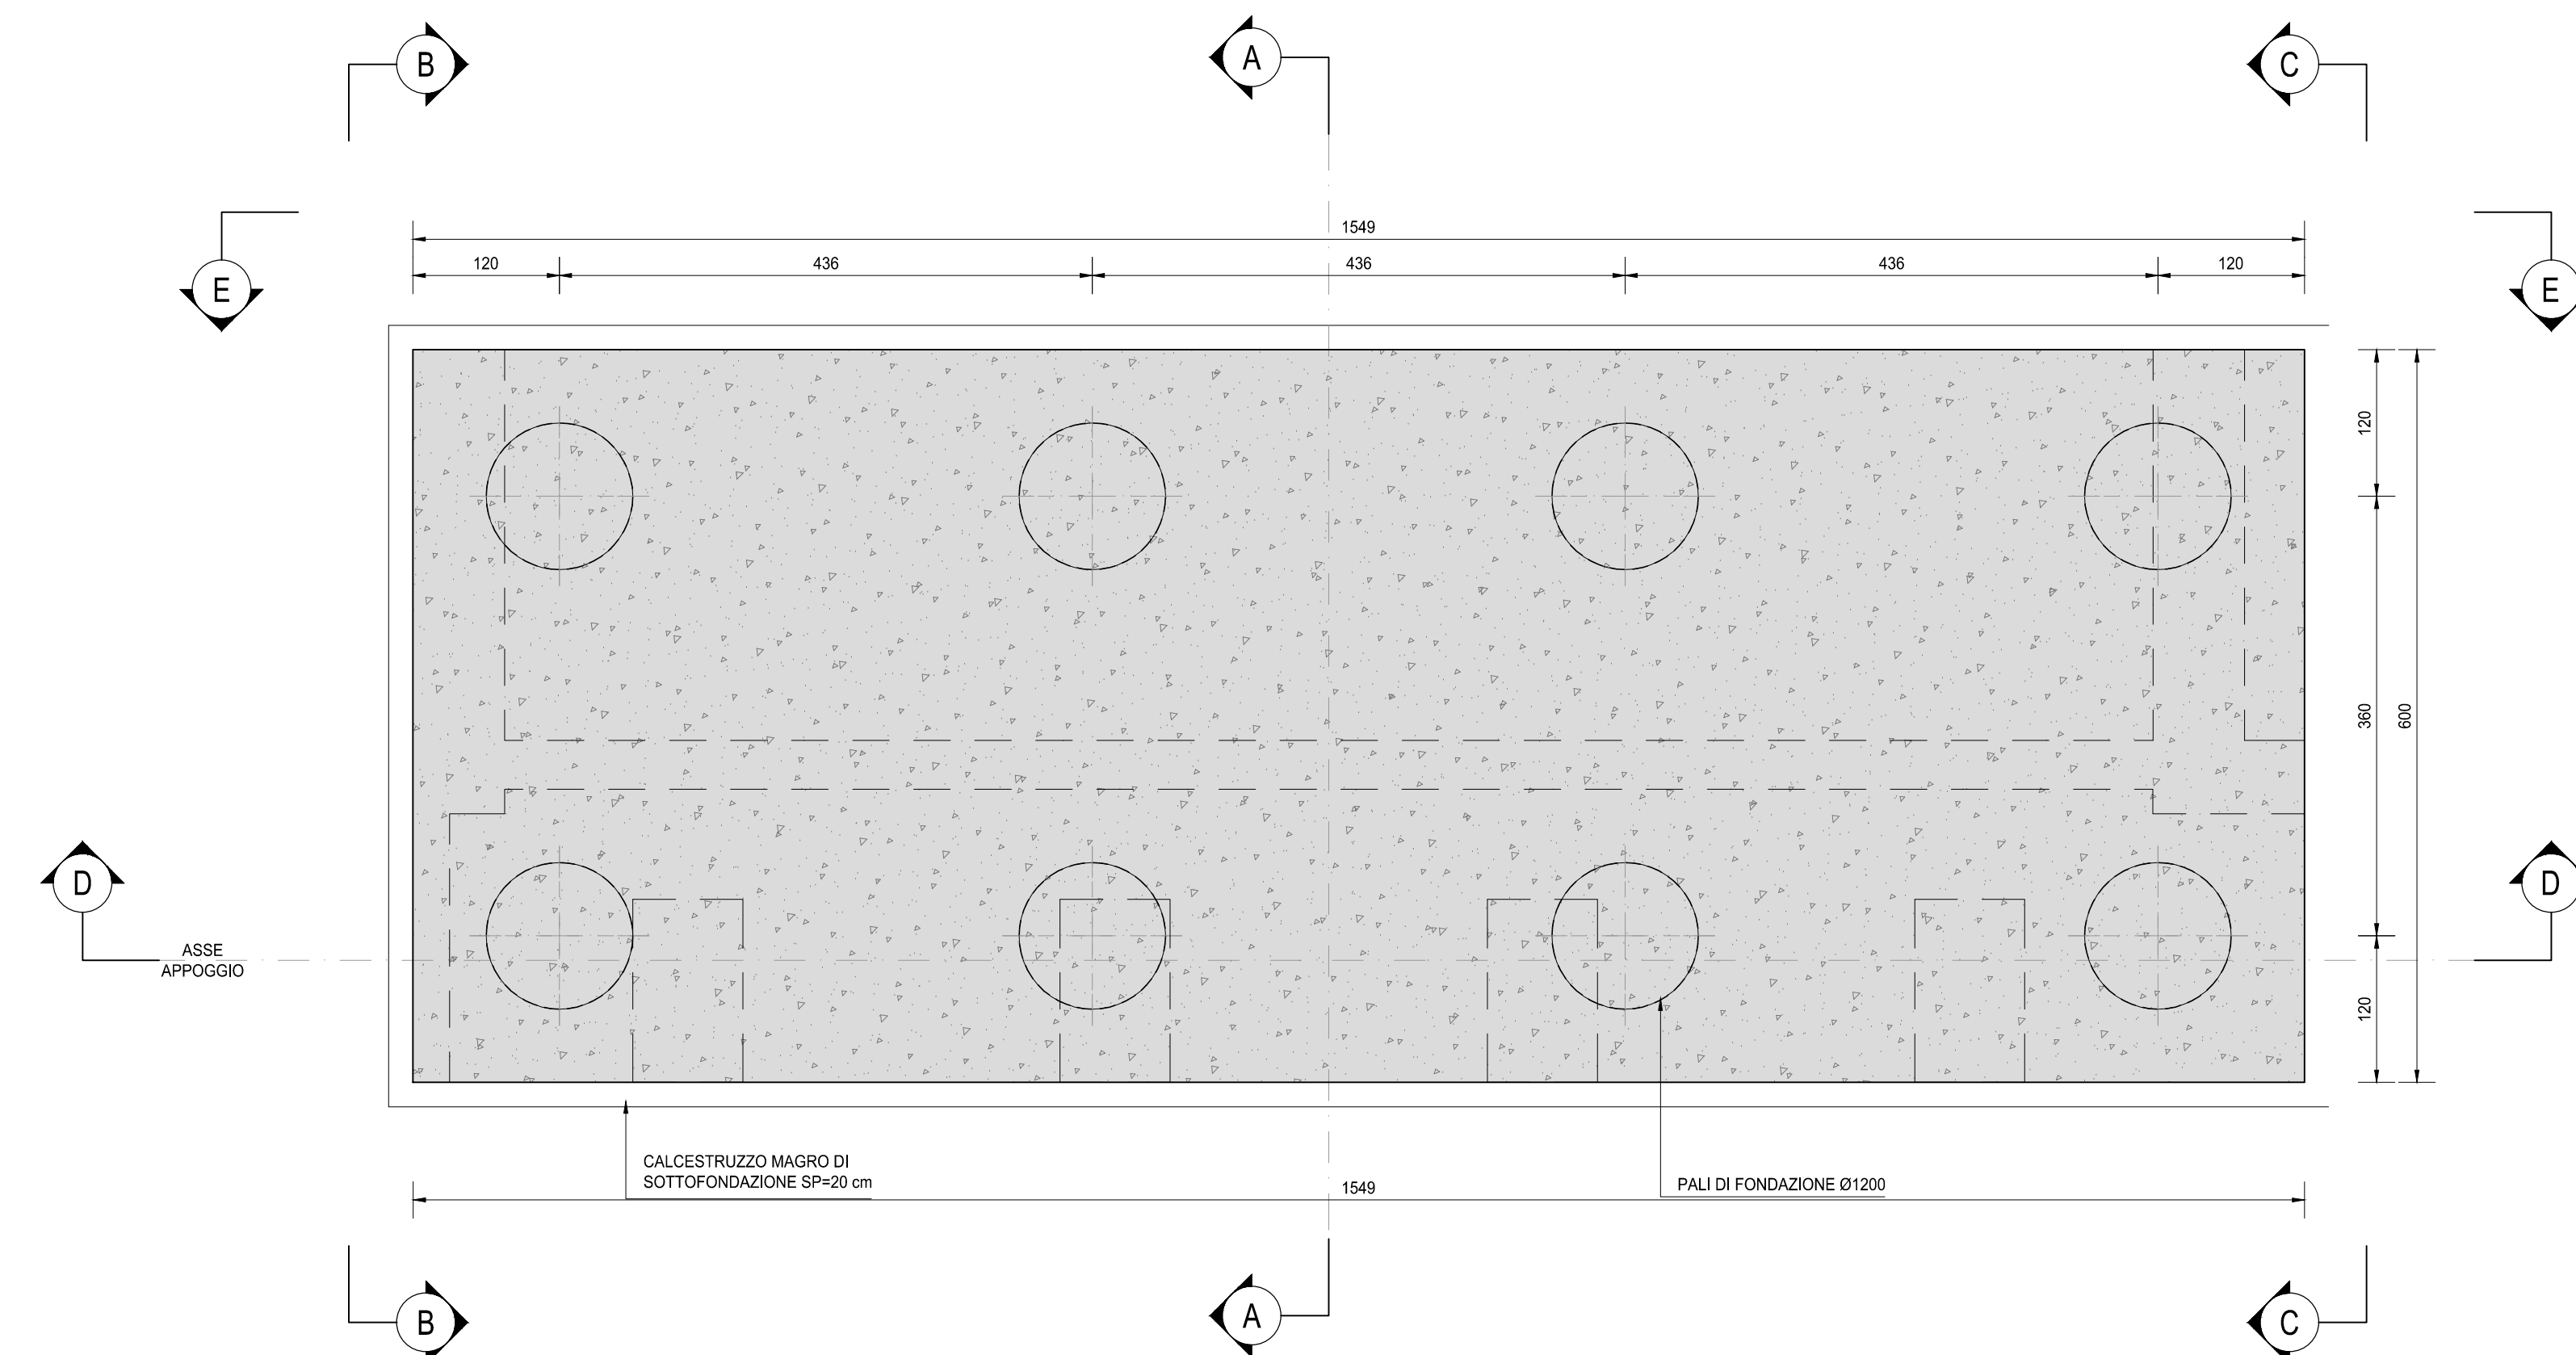 B
A
C
1549
120
436
436
436
120
E
E
120
360
600
D
D
ASSE
APPOGGIO
120
CALCESTRUZZO MAGRO DI
SOTTOFONDAZIONE SP=20 cm
PALI DI FONDAZIONE Ø1200
1549
B
A
C